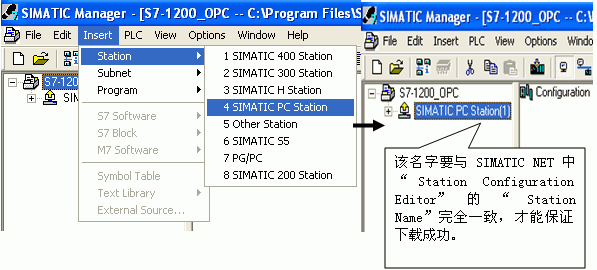 SIMATIC Manager - [S7-1200_OPC -- C:\Program Files\S
File Edit Insert PLC View Options Window Help
Station
Subnet
Program
S7 Software
S7 Block
M7 Software
Symbol Table
Text Library
External Source...
1 SIMATIC 400 Station
2 SIMATIC 300 Station
3 SIMATIC H Station
4 SIMATIC PC Station
5 Other Station
6 SIMATIC S5
7 PG/PC
8 SIMATIC 200 Station
S7-120
SIM
SIMATIC Manager - [S7-1200_OPC -- C:
File Edit Insert PLC View Options Win
S7-1200_OPC
SIMATIC PC Station(1)
Configuration
该名字要与 SIMATIC NET 中
“ Station Configuration
Editor” 的 “ Station
Name”完全一致，才能保证
下载成功。